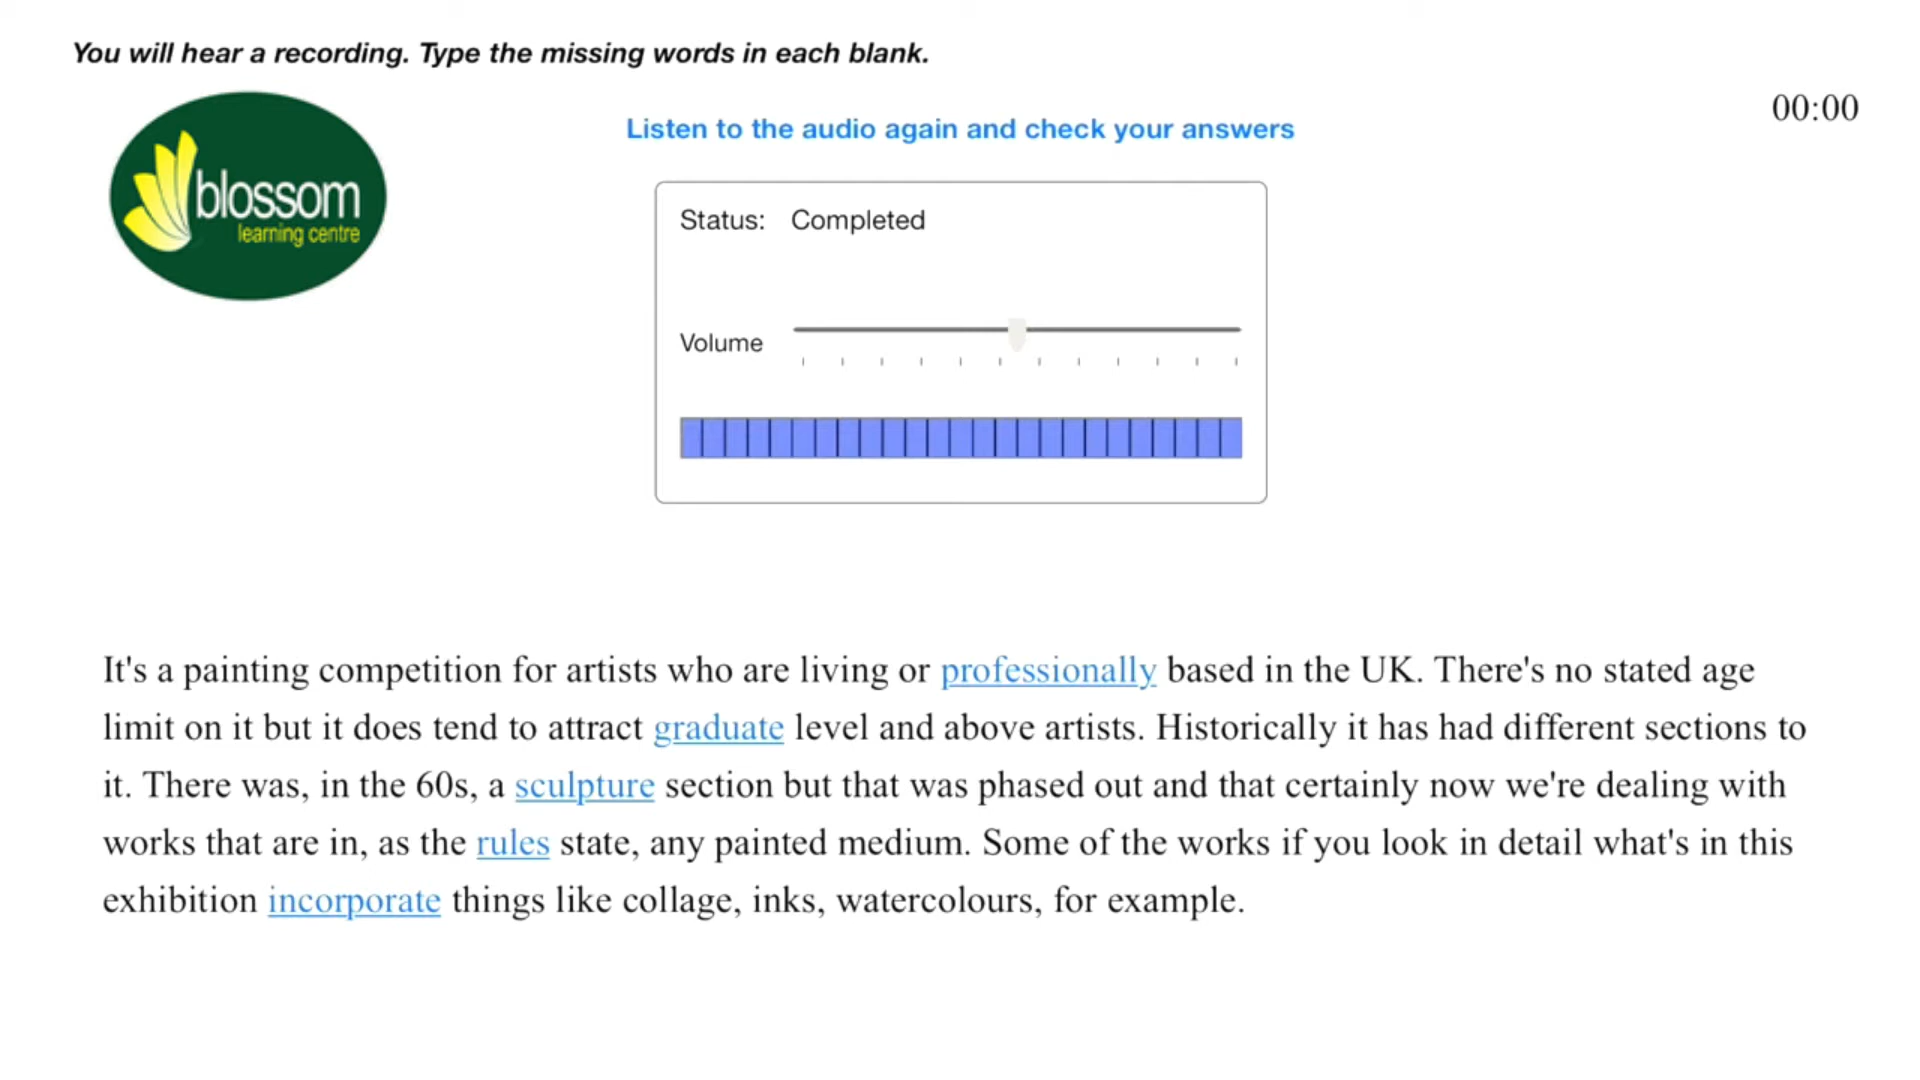 You will hear a recording. Type the missing words in each blank.
00:00
blossom
learning centre
Listen to the audio again and check your answers
Status: Completed
Volume
It's a painting competition for artists who are living or professionally based in the UK. There's no stated age
limit on it but it does tend to attract graduate level and above artists. Historically it has had different sections to
it. There was, in the 60s, a sculpture section but that was phased out and that certainly now we're dealing with
works that are in, as the rules state, any painted medium. Some of the works if you look in detail what's in this
exhibition incorporate things like collage, inks, watercolours, for example.